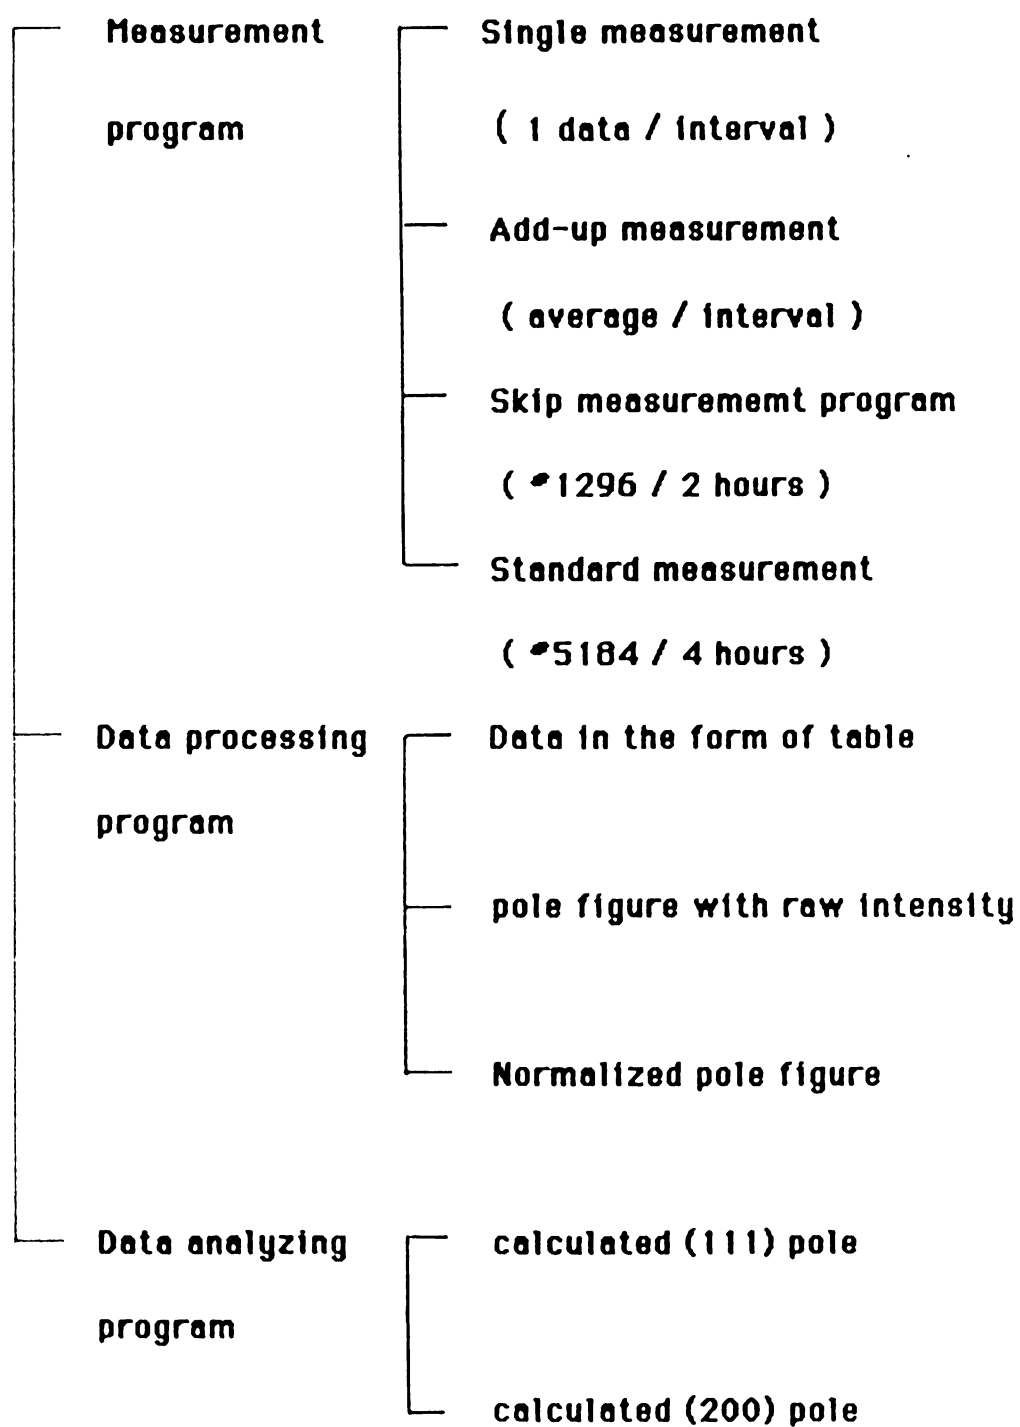 Measurement
program
Single measurement
( 1 data / interval )
Add-up measurement
( average / interval )
Skip measurememt program
( #1296 / 2 hours )
Standard measurement
( #5184 / 4 hours )
Data processing
program
Data in the form of table
pole figure with raw intensity
Normalized pole figure
Data analyzing
program
calculated (111) pole
calculated (200) pole